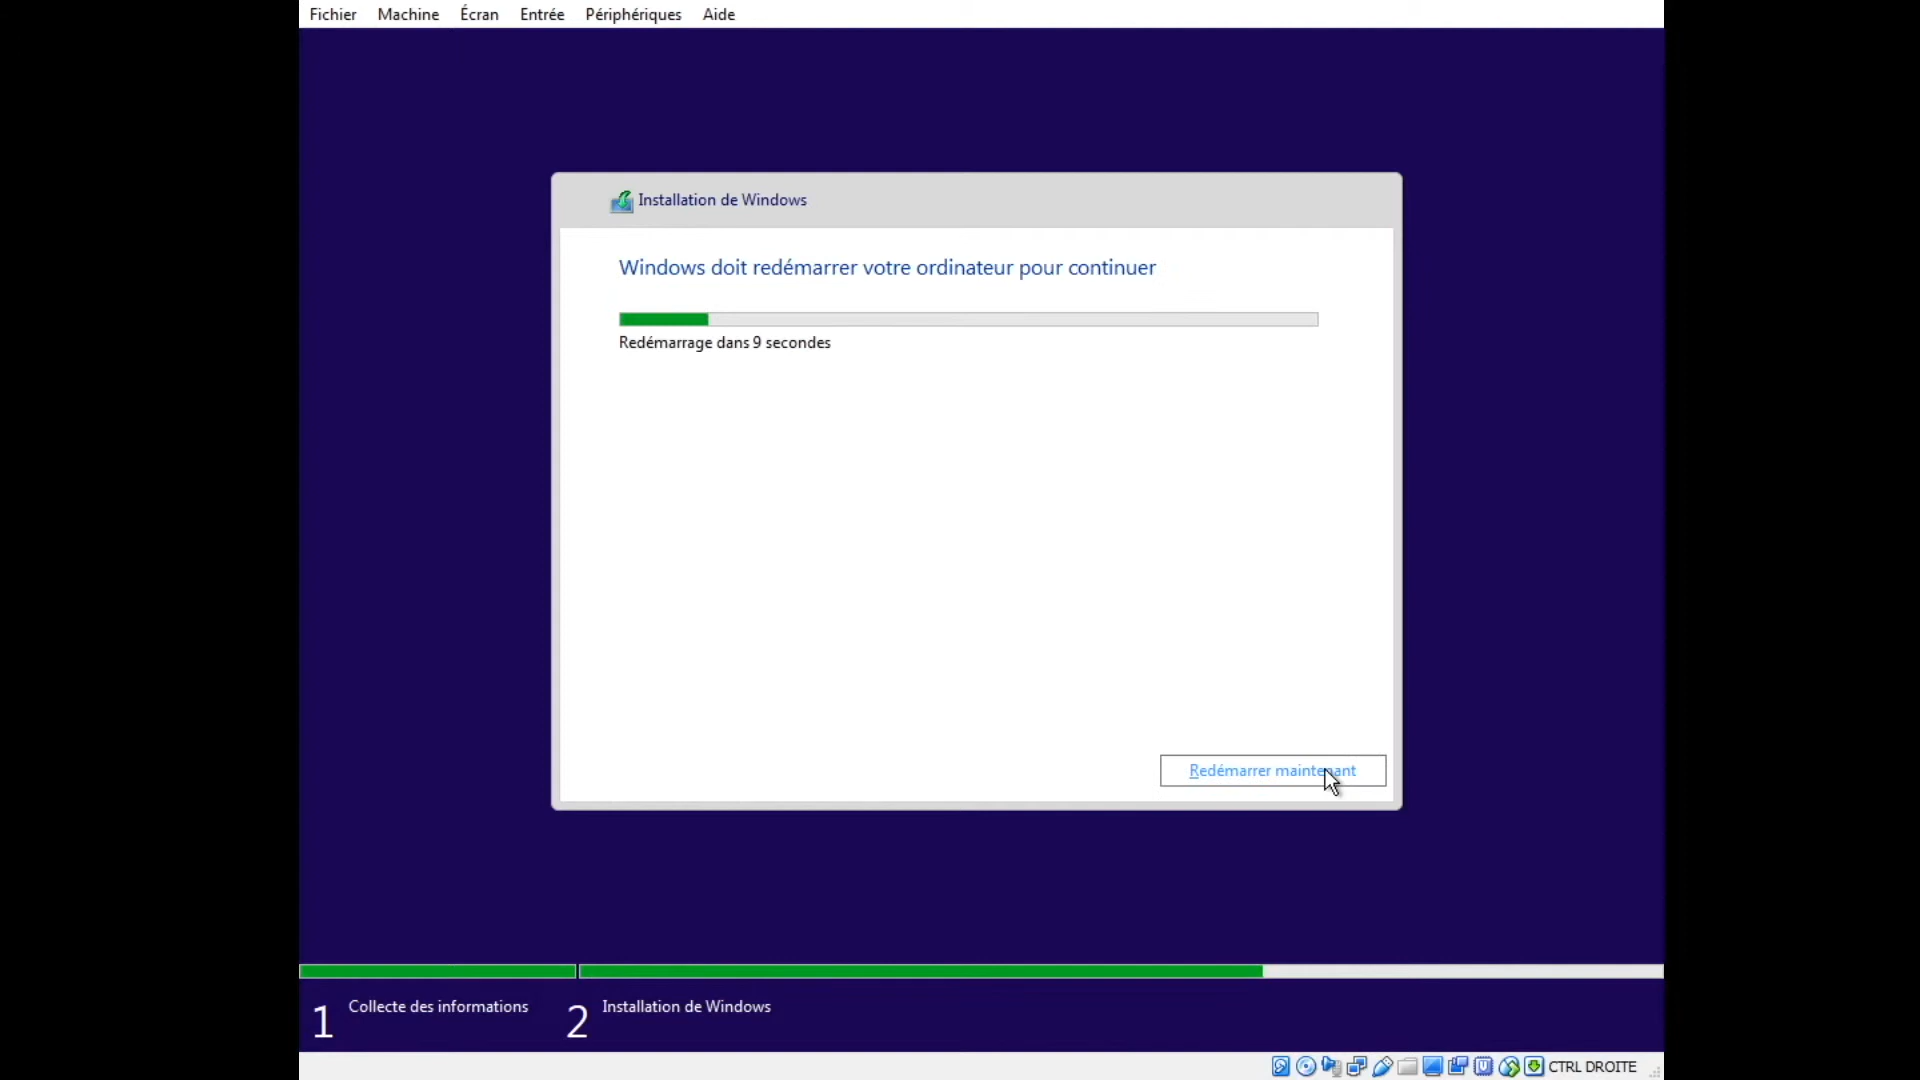 Fichier Machine Écran Entrée Périphériques Aide
Installation de Windows
Windows doit redémarrer votre ordinateur pour continuer
Redémarrage dans 9 secondes
Redémarrer maintenant
1 Collecte des informations 2 Installation de Windows
CTRL DROITE